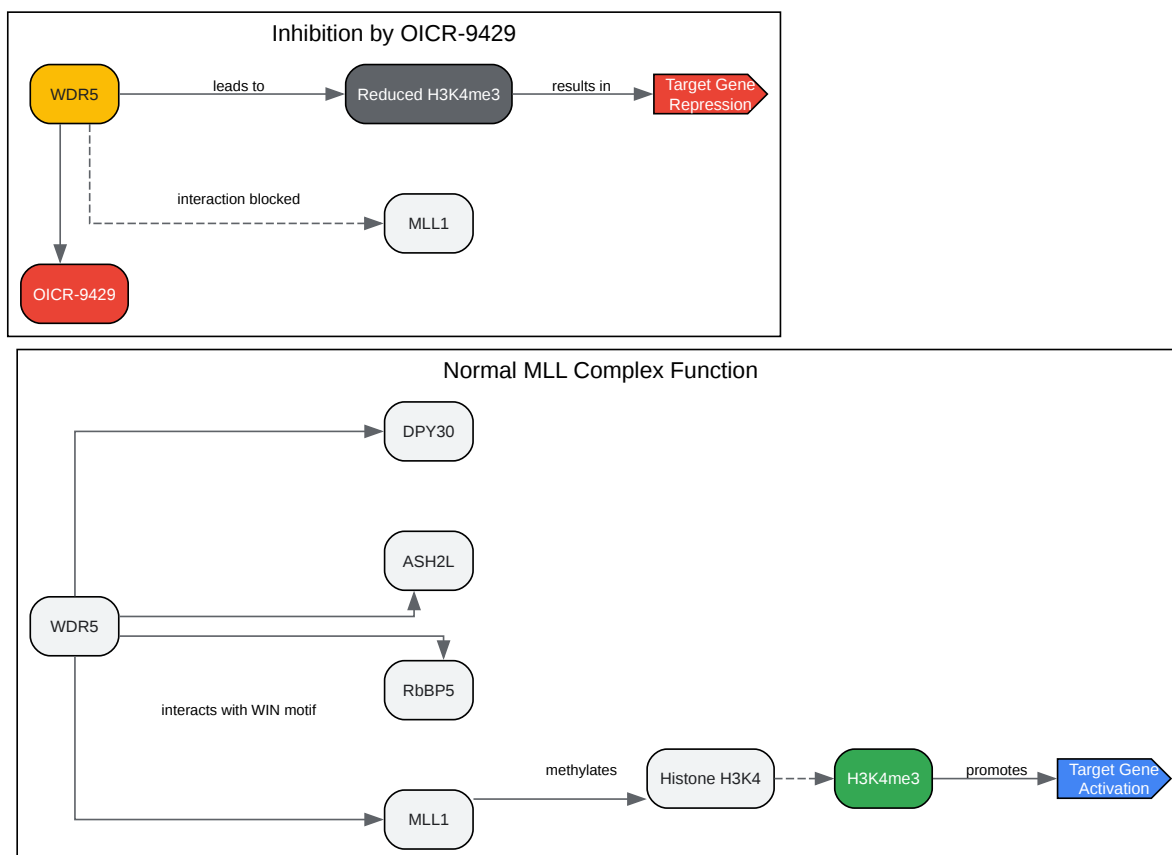 Inhibition by OICR-9429
WDR5
leads to
Reduced H3K4me3
results in
Target Gene
Repression
interaction blocked
MLL1
OICR-9429
Normal MLL Complex Function
DPY30
ASH2L
WDR5
RbBP5
interacts with WIN motif
methylates
Histone H3K4
H3K4me3
promotes
Target Gene
Activation
MLL1